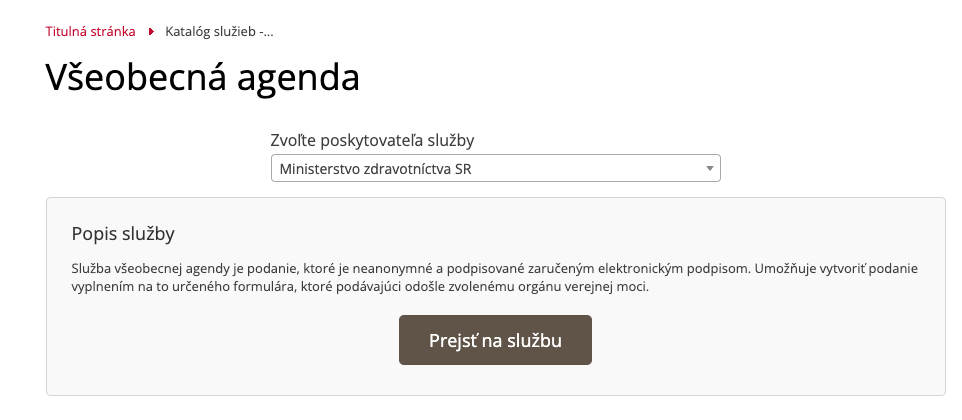 Titulná stránka Katalóg služieb -...
Všeobecná agenda
Zvoľte poskytovateľa služby
Ministerstvo zdravotníctva SR
Popis služby
Služba všeobecnej agendy je podanie, ktoré je neanonymné a podpisované zaručeným elektronickým podpisom. Umožňuje vytvoriť podanie
vyplnením na to určeného formulára, ktoré podávajúci odošle zvolenému orgánu verejnej moci.
Prejsť na službu